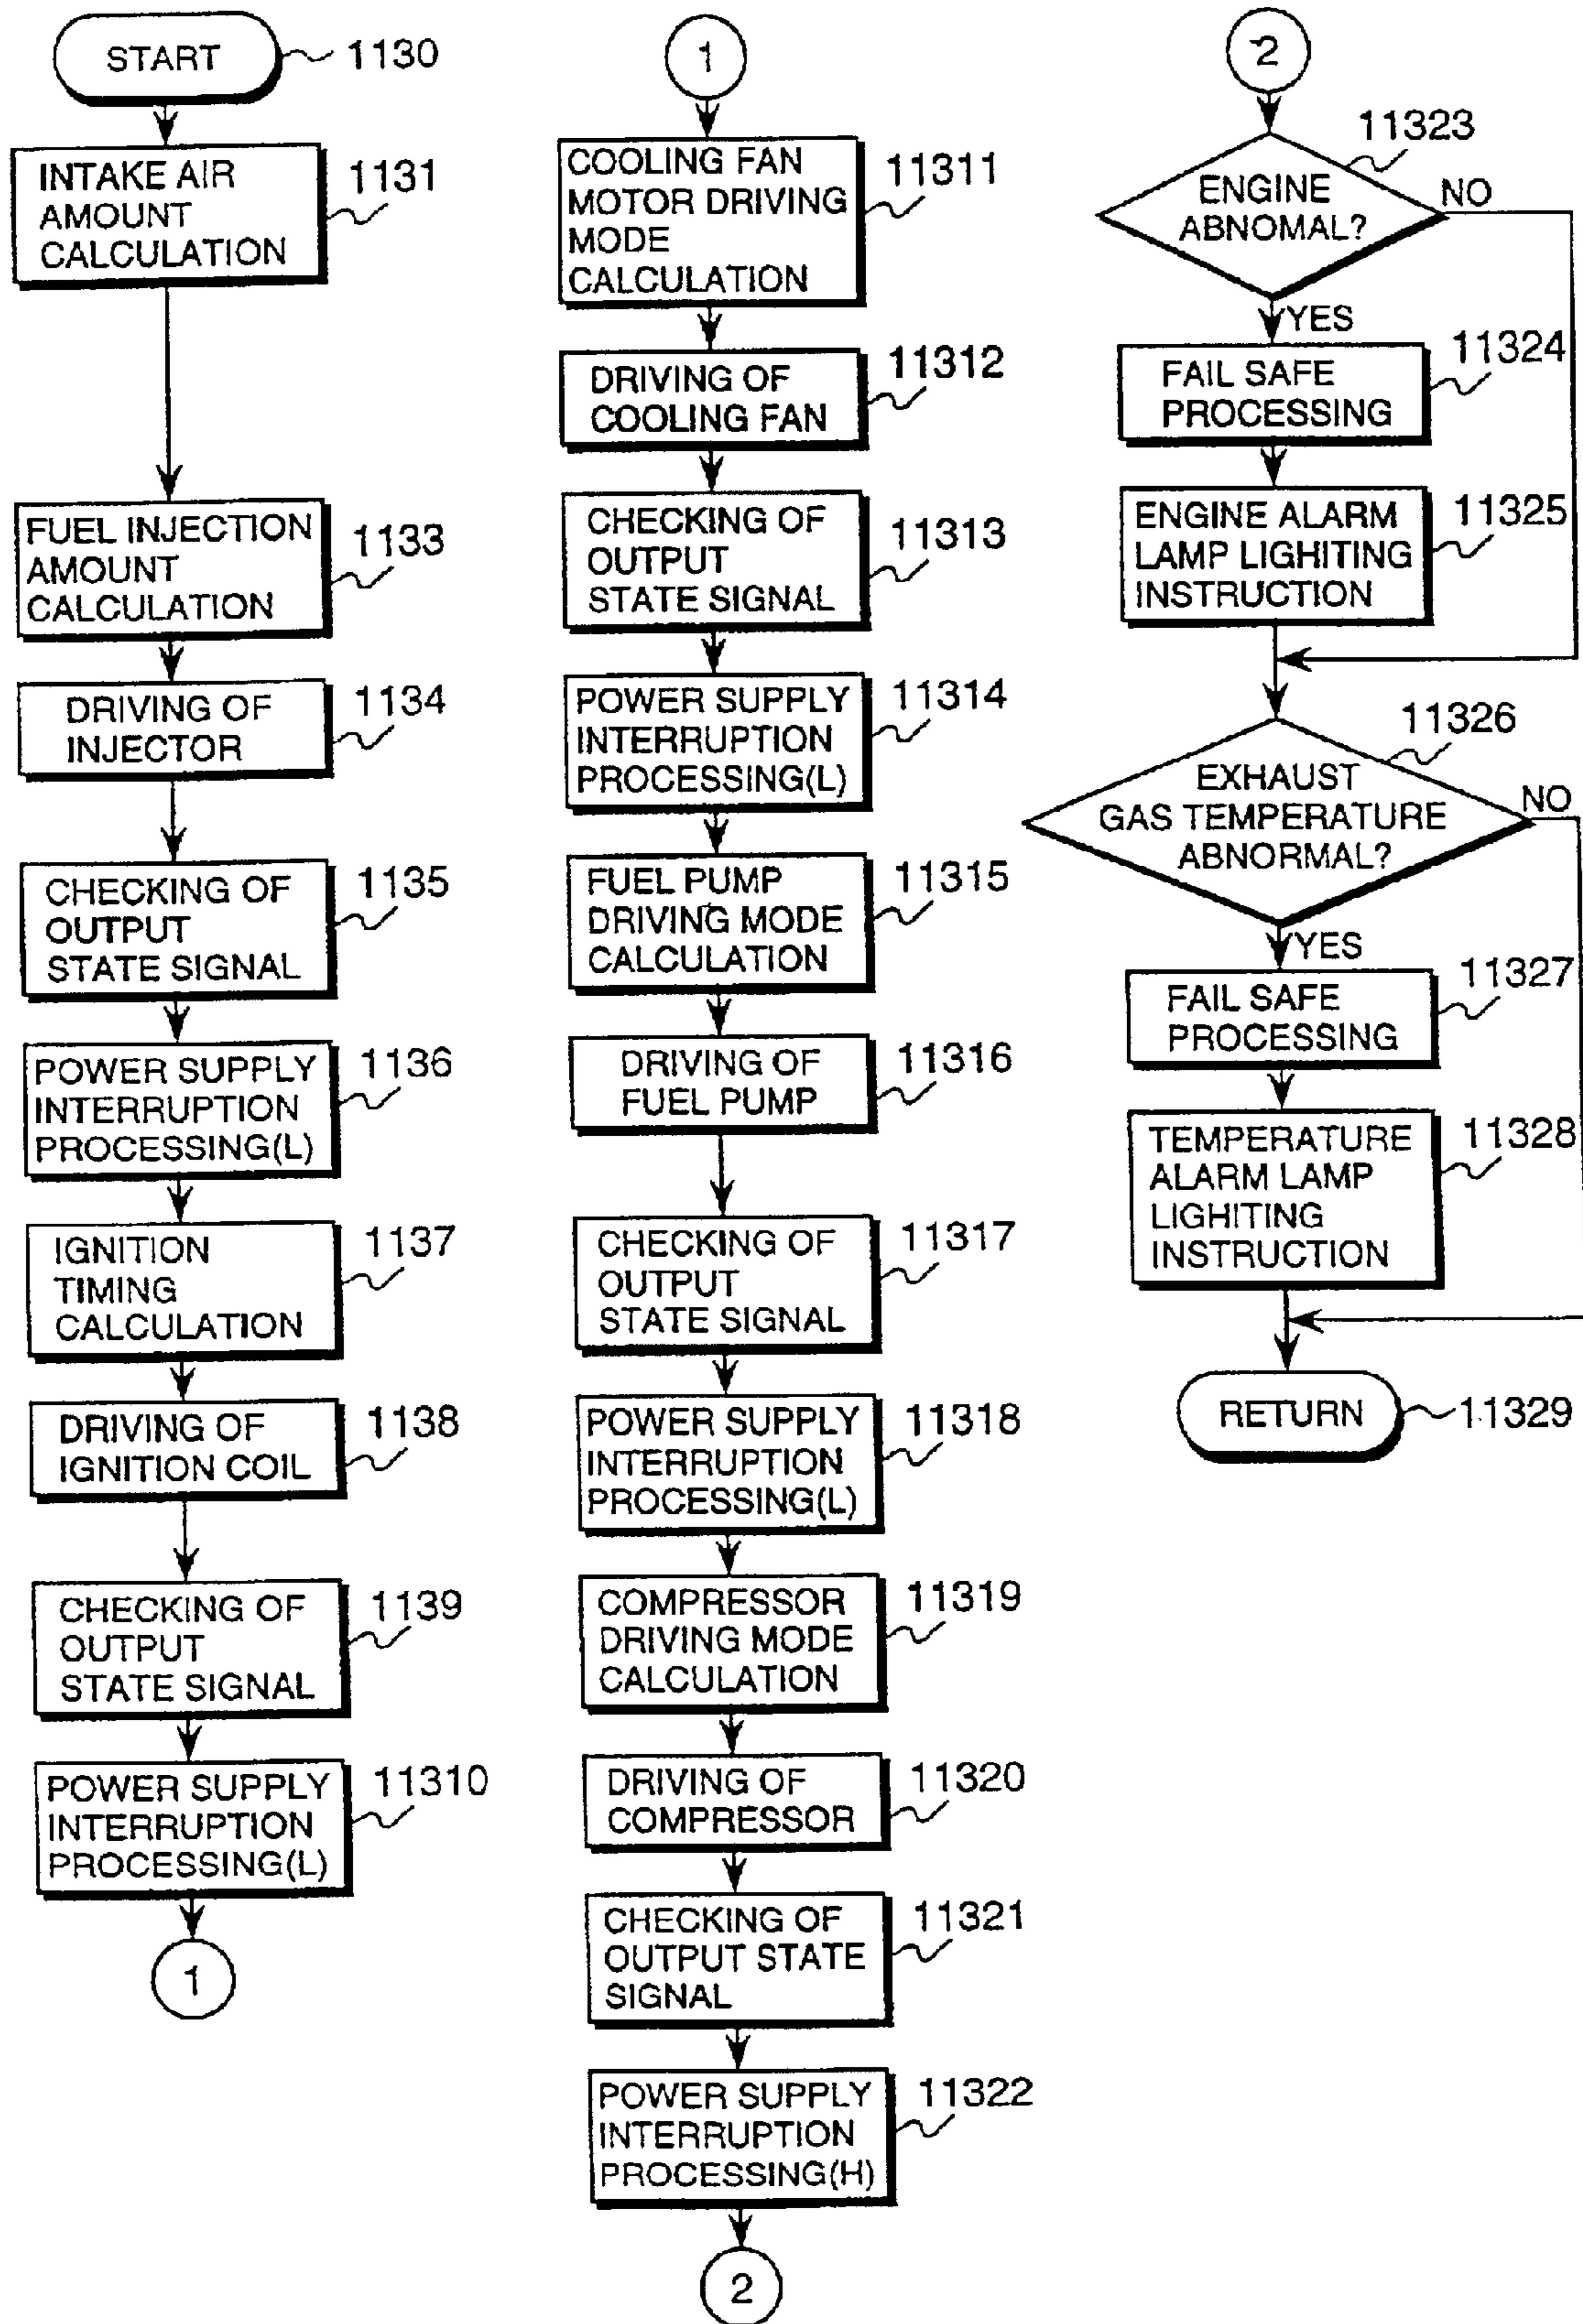 START
1130
INTAKE AIR
AMOUNT
CALCULATION
1131
FUEL INJECTION
AMOUNT
CALCULATION
1133
DRIVING OF
INJECTOR
1134
CHECKING OF
OUTPUT
STATE SIGNAL
1135
POWER SUPPLY
INTERRUPTION
PROCESSING(L)
1136
IGNITION
TIMING
CALCULATION
1137
DRIVING OF
IGNITION COIL
1138
CHECKING OF
OUTPUT
STATE SIGNAL
1139
POWER SUPPLY
INTERRUPTION
PROCESSING(L)
11310
1
1
COOLING FAN
MOTOR DRIVING
MODE
CALCULATION
11311
DRIVING OF
COOLING FAN
11312
CHECKING OF
OUTPUT
STATE SIGNAL
11313
POWER SUPPLY
INTERRUPTION
PROCESSING(L)
11314
FUEL PUMP
DRIVING MODE
CALCULATION
11315
DRIVING OF
FUEL PUMP
11316
CHECKING OF
OUTPUT
STATE SIGNAL
11317
POWER SUPPLY
INTERRUPTION
PROCESSING(L)
11318
COMPRESSOR
DRIVING MODE
CALCULATION
11319
DRIVING OF
COMPRESSOR
11320
CHECKING OF
OUTPUT STATE
SIGNAL
11321
POWER SUPPLY
INTERRUPTION
PROCESSING(H)
11322
2
2
11323
ENGINE
ABNOMAL?
NO
YES
FAIL SAFE
PROCESSING
11324
ENGINE ALARM
LAMP LIGHITING
INSTRUCTION
11325
11326
EXHAUST
GAS TEMPERATURE
ABNORMAL?
NO
YES
FAIL SAFE
PROCESSING
11327
TEMPERATURE
ALARM LAMP
LIGHITING
INSTRUCTION
11328
RETURN
11329